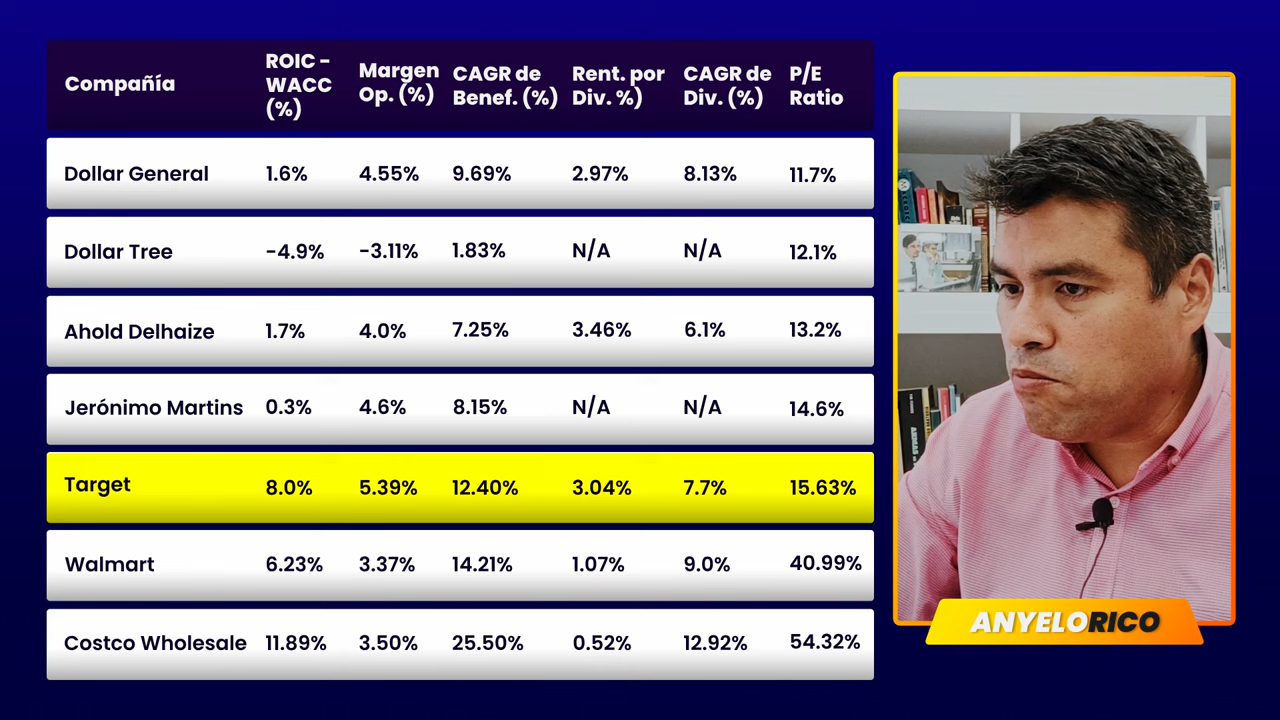 Compañía ROIC - WACC (%) Margen Op. (%) CAGR de Benef. (%) Rent. por Div. %) CAGR de Div. (%) P/E Ratio
Dollar General 1.6% 4.55% 9.69% 2.97% 8.13% 11.7%
Dollar Tree -4.9% -3.11% 1.83% N/A N/A 12.1%
Ahold Delhaize 1.7% 4.0% 7.25% 3.46% 6.1% 13.2%
Jerónimo Martins 0.3% 4.6% 8.15% N/A N/A 14.6%
Target 8.0% 5.39% 12.40% 3.04% 7.7% 15.63%
Walmart 6.23% 3.37% 14.21% 1.07% 9.0% 40.99%
Costco Wholesale 11.89% 3.50% 25.50% 0.52% 12.92% 54.32%
ANYELORICO